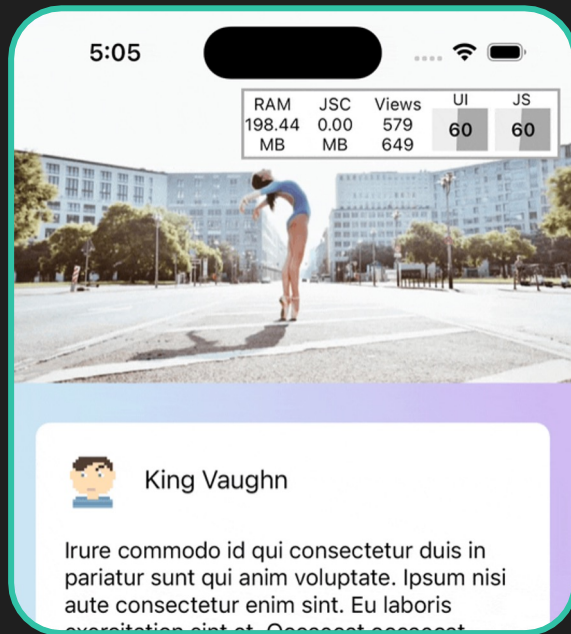 5:05
RAM JSC Views UI JS
198.44 0.00 579 60 60
MB MB 649
King Vaughn
Irure commodo id qui consectetur duis in
pariatur sunt qui anim voluptate. Ipsum nisi
aute consectetur enim sint. Eu laboris